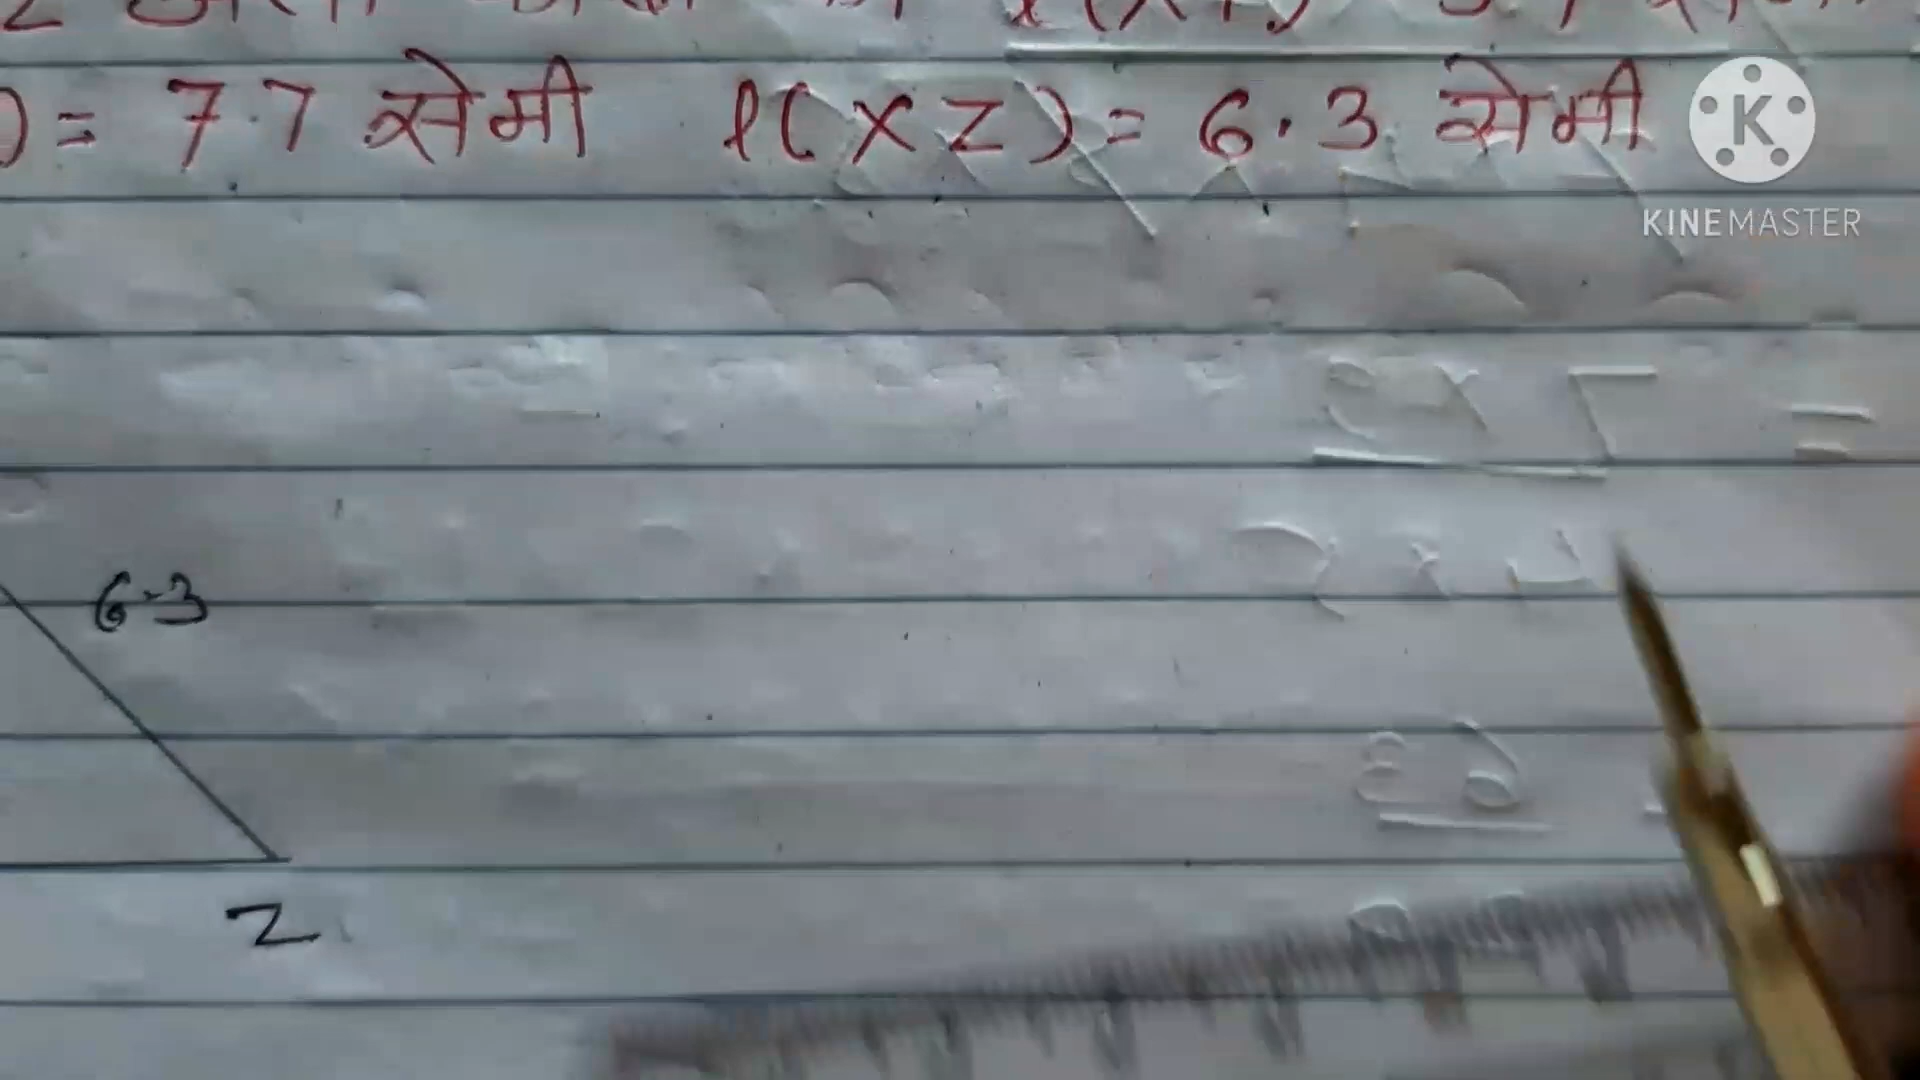 ) = 7.7 सेमी l(XZ) = 6.3 सेमी
K
KINEMASTER
6.3
Z